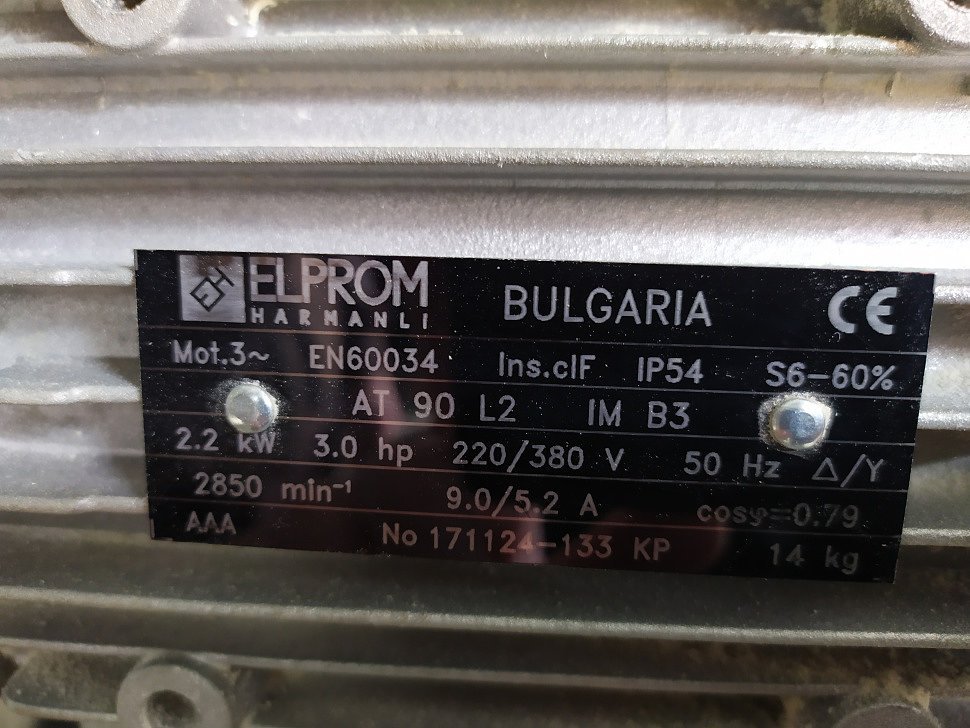 EH ELPROM
HARMANLI
BULGARIA CE
Mot.3~ EN60034 Ins.clF IP54 S6-60%
AT 90 L2 IM B3
2.2 kW 3.0 hp 220/380 V 50 Hz Δ/Y
2850 min⁻¹ 9.0/5.2 A cosφ=0.79
AAA No 171124-133 KP 14 kg